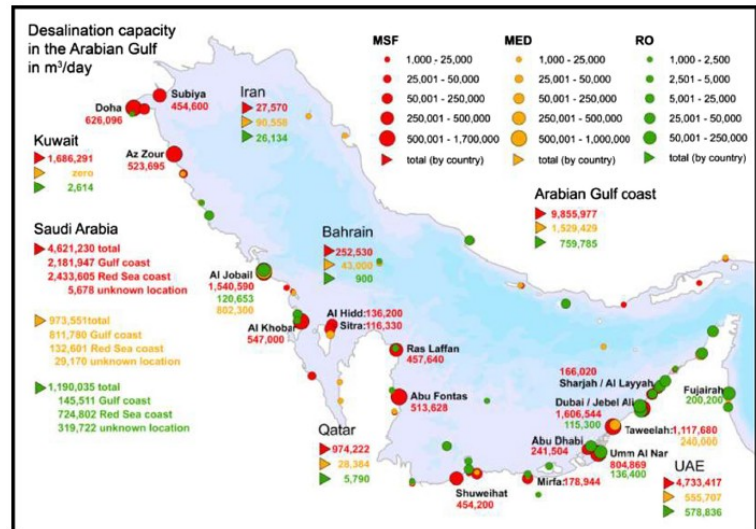 Desalination capacity
in the Arabian Gulf
in m³/day
MSF
1,000 - 25,000
25,001 - 50,000
50,001 - 250,000
250,001 - 500,000
500,001 - 1,700,000
total (by country)
MED
1,000 - 25,000
25,001 - 50,000
50,001 - 250,000
250,001 - 500,000
500,001 - 1,000,000
total (by country)
RO
1,000 - 2,500
2,501 - 5,000
5,001 - 25,000
25,001 - 50,000
50,001 - 250,000
total (by country)
Subiya
454,600
Doha
626,096
Iran
27,570
90,558
26,134
Kuwait
1,686,291
zero
2,614
Az Zour
523,695
Arabian Gulf coast
9,855,977
1,529,429
759,785
Saudi Arabia
4,621,230 total
2,181,947 Gulf coast
2,433,605 Red Sea coast
5,678 unknown location
973,551total
811,780 Gulf coast
132,601 Red Sea coast
29,170 unknown location
1,190,035 total
145,511 Gulf coast
724,802 Red Sea coast
319,722 unknown location
Bahrain
252,530
43,000
900
Al Jobail
1,540,590
120,653
802,300
Al Hidd:136,200
Sitra:116,330
Al Khobar
547,000
Ras Laffan
457,640
Abu Fontas
513,628
Qatar
974,222
28,384
5,790
166,020
Sharjah / Al Layyah
Dubai / Jebel Ali
1,606,544
115,300
Fujairah
200,200
Taweelah:1,117,680
240,000
Abu Dhabi
241,504
Umm Al Nar
804,869
136,400
Mirfa:178,944
Shuweihat
454,200
UAE
4,733,417
555,707
578,836